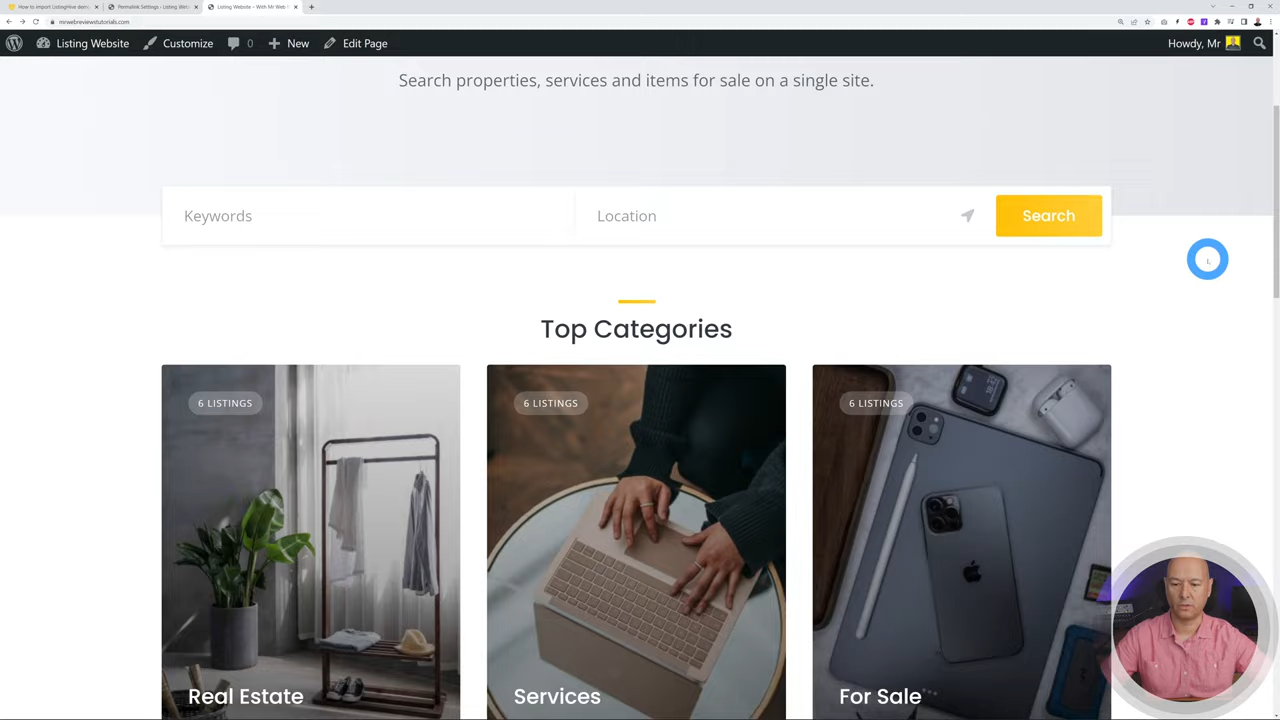 How to import ListingHive dem
Permalink Settings - Listing Web
Listing Website – With Mr Web
mrwebreviewstutorials.com
Listing Website
Customize
0
New
Edit Page
Howdy, Mr
Search properties, services and items for sale on a single site.
Keywords
Location
Search
Top Categories
6 LISTINGS
6 LISTINGS
6 LISTINGS
Real Estate
Services
For Sale